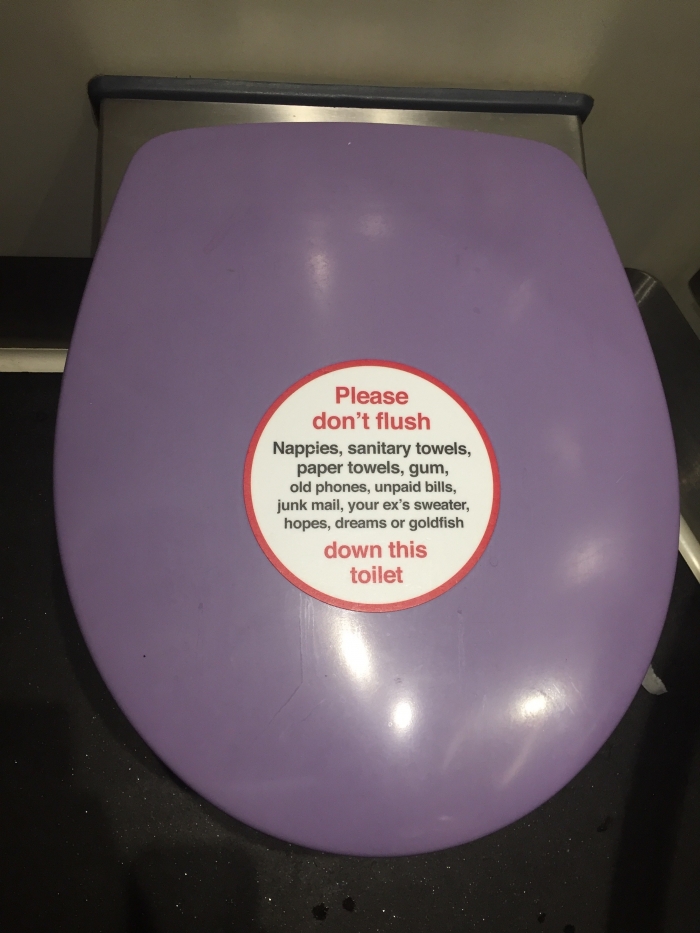 Please
don't flush
Nappies, sanitary towels,
paper towels, gum,
old phones, unpaid bills,
junk mail, your ex's sweater,
hopes, dreams or goldfish
down this
toilet